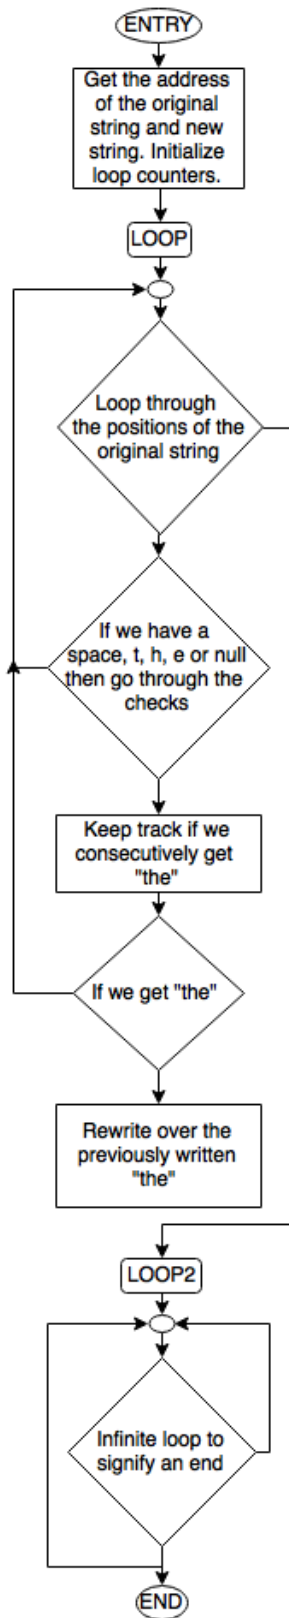 ENTRY
Get the address
of the original
string and new
string. Initialize
loop counters.
LOOP
Loop through
the positions of the
original string
If we have a
space, t, h, e or null
then go through the
checks
Keep track if we
consecutively get
"the"
If we get "the"
Rewrite over the
previously written
"the"
LOOP2
Infinite loop to
signify an end
END